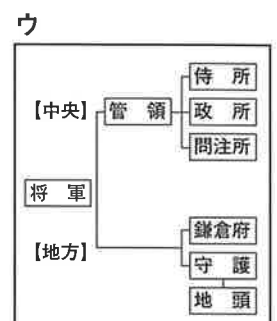 ウ
【中央】
管 領
侍 所
政 所
問注所
将 軍
【地方】
鎌倉府
守 護
地 頭